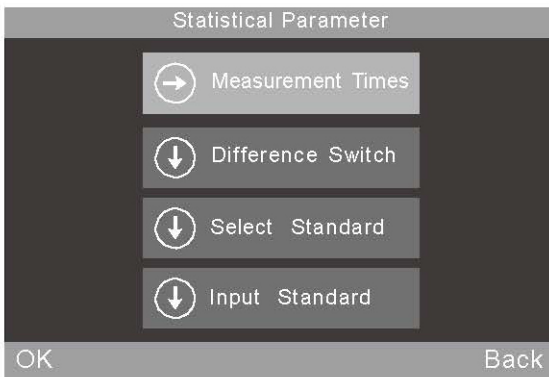 Statistical Parameter
Measurement Times
Difference Switch
Select Standard
Input Standard
OK Back